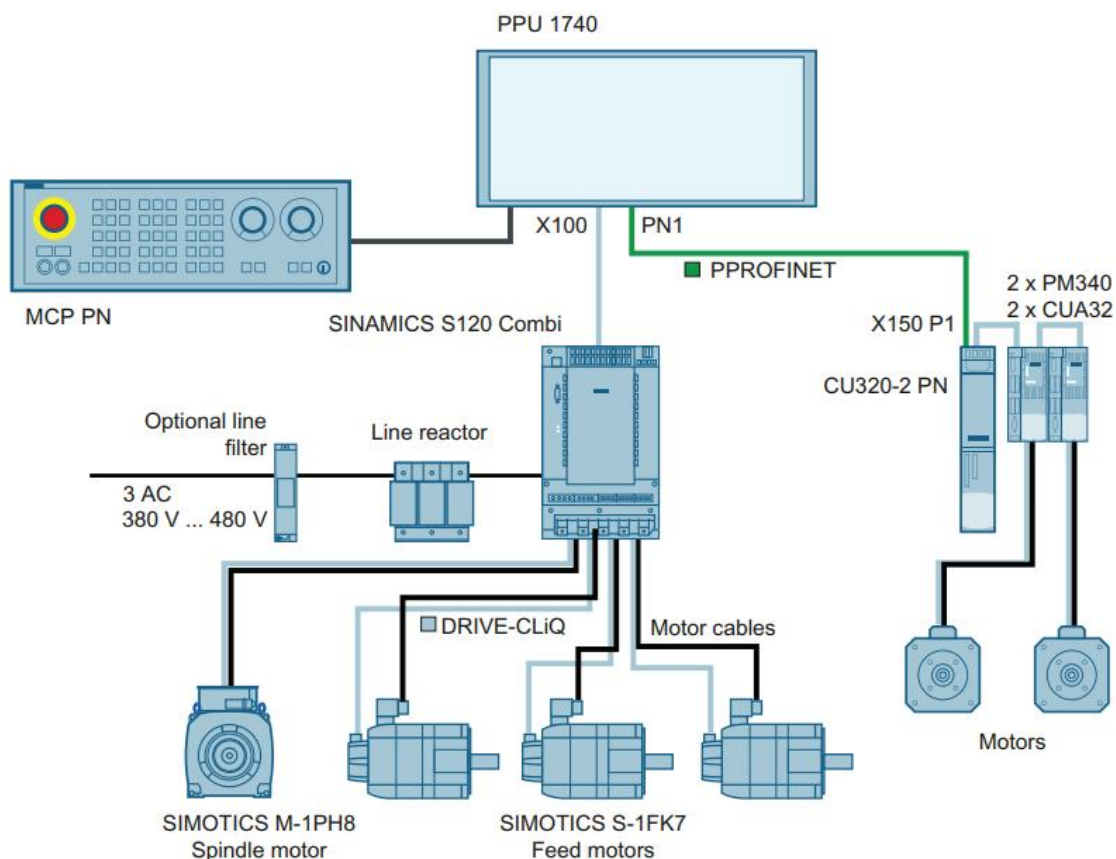 PPU 1740
X100
PN1
PPROFINET
MCP PN
SINAMICS S120 Combi
2 x PM340
2 x CUA32
X150 P1
CU320-2 PN
Optional line
filter
Line reactor
3 AC
380 V ... 480 V
DRIVE-CLiQ
Motor cables
Motors
SIMOTICS M-1PH8
Spindle motor
SIMOTICS S-1FK7
Feed motors